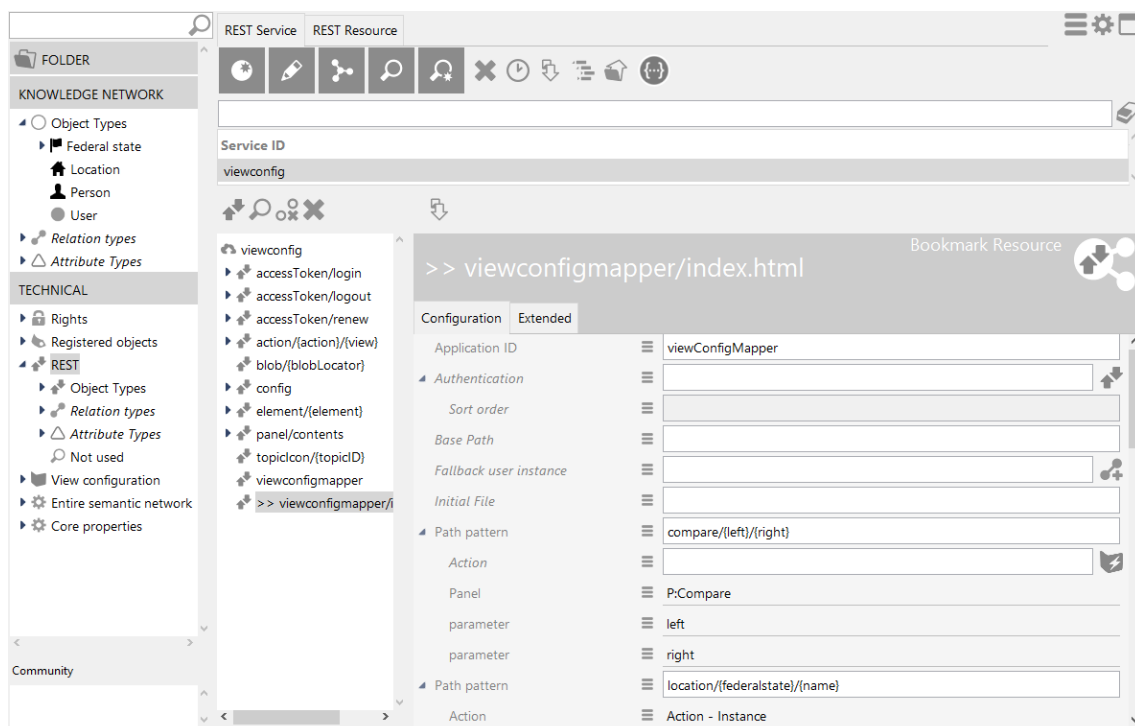 REST Service
REST Resource
FOLDER
KNOWLEDGE NETWORK
Object Types
Federal state
Location
Person
User
Relation types
Attribute Types
TECHNICAL
Rights
Registered objects
REST
Object Types
Relation types
Attribute Types
Not used
View configuration
Entire semantic network
Core properties
Community
Service ID
viewconfig
viewconfig
accessToken/login
accessToken/logout
accessToken/renew
action/{action}/{view}
blob/{blobLocator}
config
element/{element}
panel/contents
topicIcon/{topicID}
viewconfigmapper
>> viewconfigmapper/i
Bookmark Resource
>> viewconfigmapper/index.html
Configuration
Extended
Application ID viewConfigMapper
Authentication
Sort order
Base Path
Fallback user instance
Initial File
Path pattern compare/{left}/{right}
Action
Panel P:Compare
parameter left
parameter right
Path pattern location/{federalstate}/{name}
Action Action - Instance